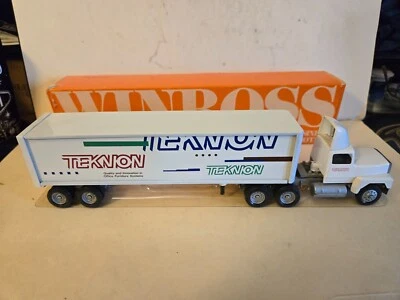 WINROSS
TEKNION
TEKNION
Quality and Innovation in
Office Furniture Systems
TEKNION